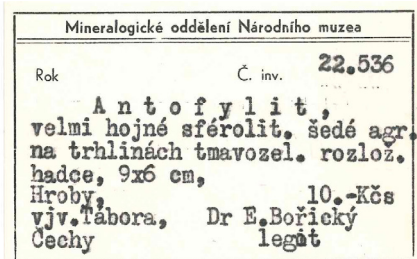 Mineralogické oddělení Národního muzea
Rok Č. inv. 22.536
Antofylit,
velmi hojné sférolit. šedé agr.
na trhlinách tmavozel. rozlož.
hadce, 9x6 cm,
Hroby, 10.-Kčs
vjv.Tábora, Dr E.Bořický
Čechy legit